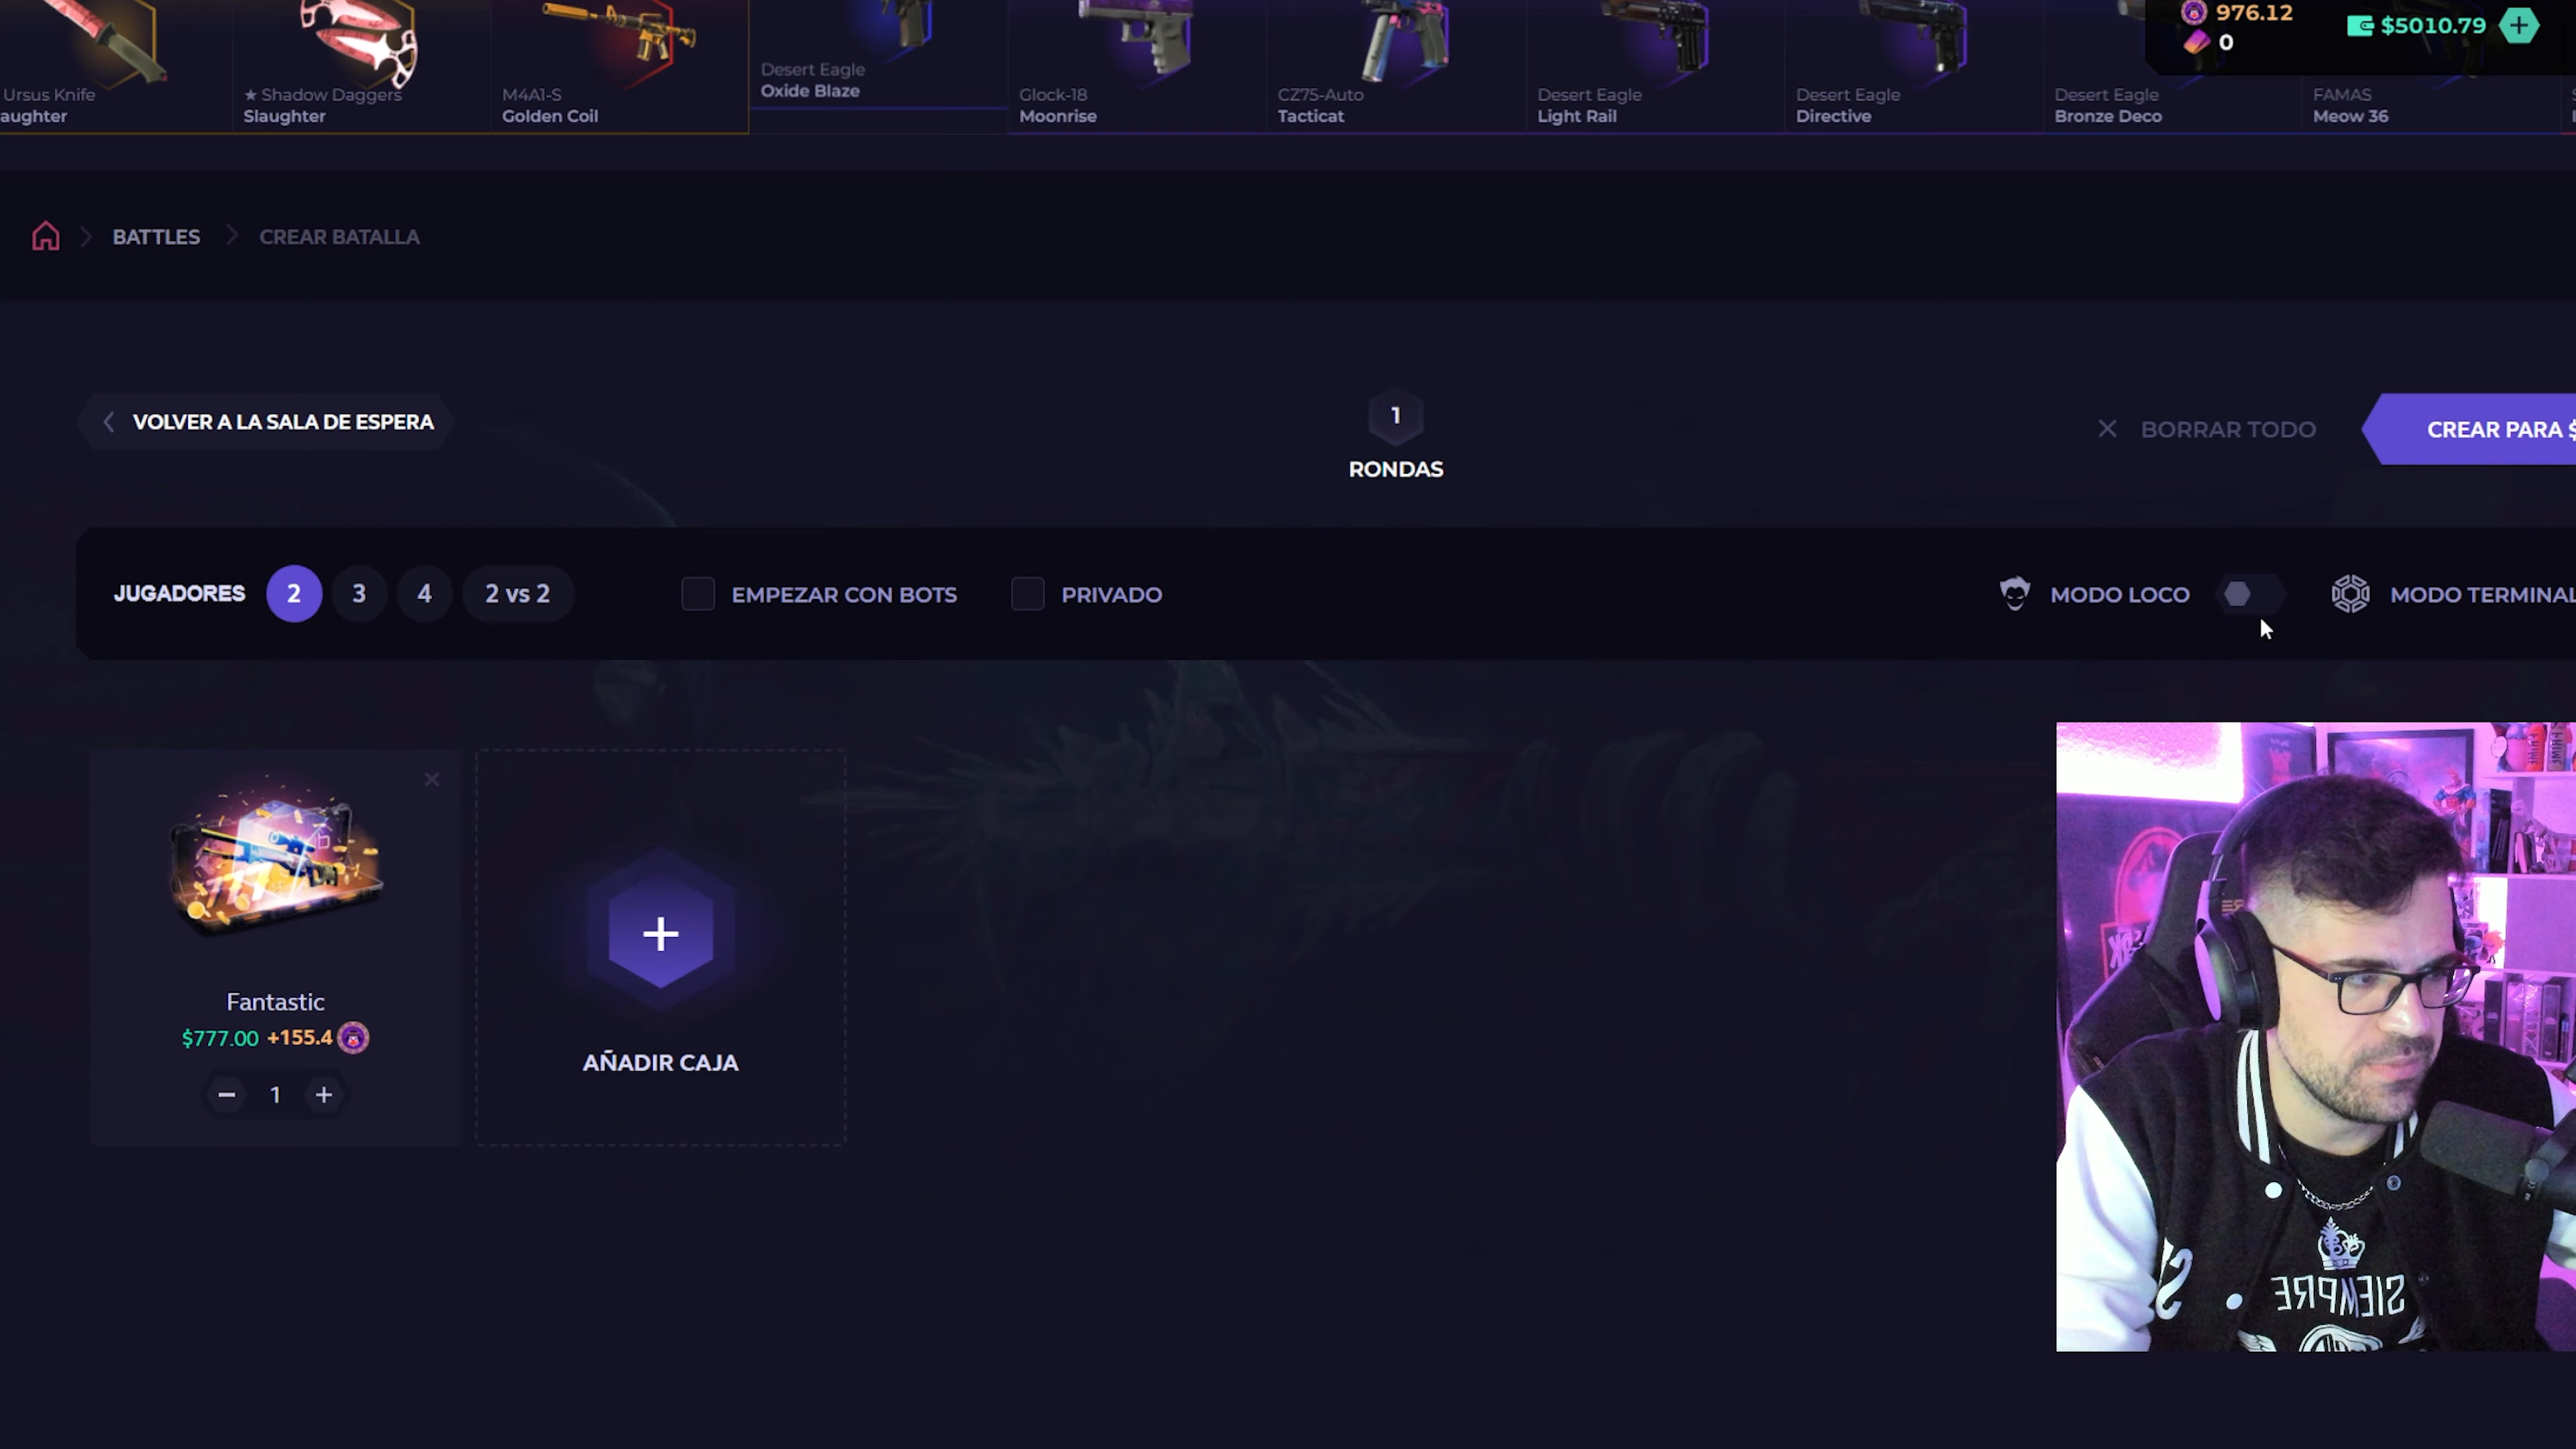 976.12
$5010.79
0
Ursus Knife
aughter
★ Shadow Daggers
Slaughter
M4A1-S
Golden Coil
Desert Eagle
Oxide Blaze
Glock-18
Moonrise
CZ75-Auto
Tacticat
Desert Eagle
Light Rail
Desert Eagle
Directive
Desert Eagle
Bronze Deco
FAMAS
Meow 36
BATTLES
CREAR BATALLA
VOLVER A LA SALA DE ESPERA
1
RONDAS
BORRAR TODO
CREAR PARA $
JUGADORES 2 3 4 2 vs 2
EMPEZAR CON BOTS
PRIVADO
MODO LOCO
MODO TERMINAL
Fantastic
$777.00 +155.4
1
AÑADIR CAJA
SIEMPRE